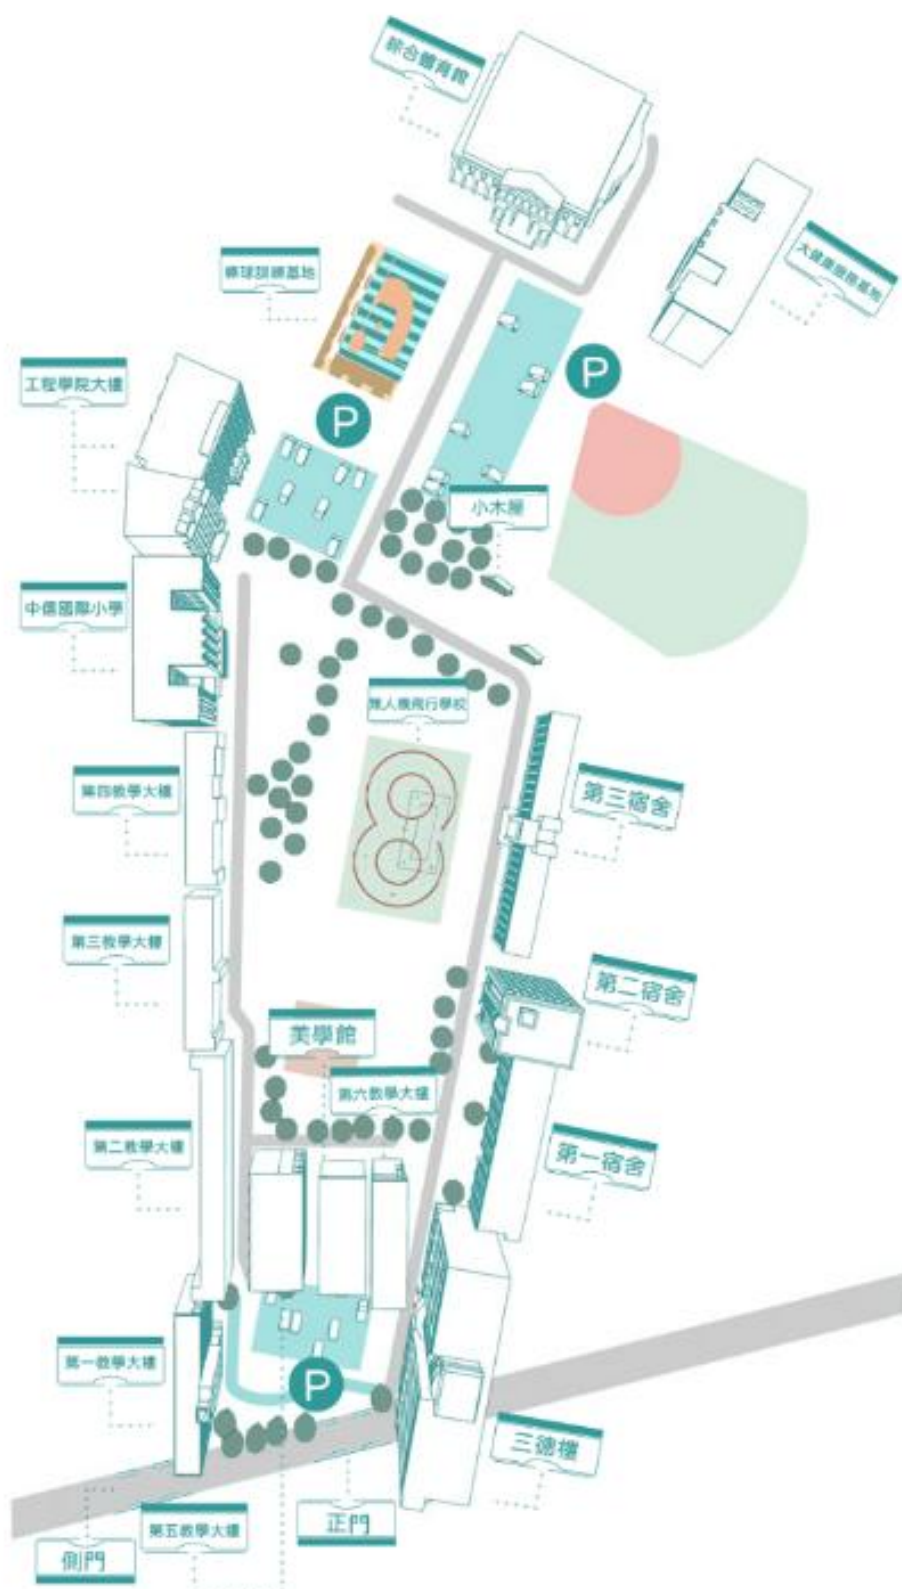 綜合體育館
大健康服務基地
棒球訓練基地
P
工程學院大樓
P
小木屋
中信國際小學
無人機飛行學校
第四教學大樓
第三宿舍
第三教學大樓
第二宿舍
美學館
第六教學大樓
第二教學大樓
第一宿舍
第一教學大樓
P
三德樓
正門
第五教學大樓
側門